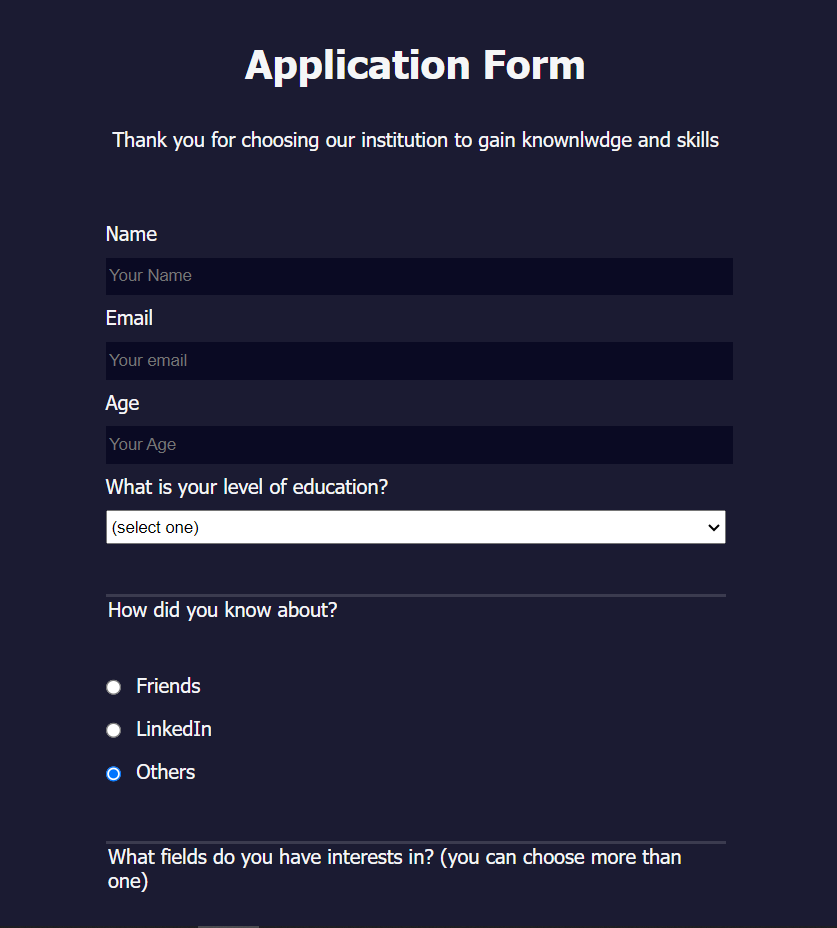 Application Form
Thank you for choosing our institution to gain knownlwdge and skills
Name
Your Name
Email
Your email
Age
Your Age
What is your level of education?
(select one)
How did you know about?
Friends
LinkedIn
Others
What fields do you have interests in? (you can choose more than
one)